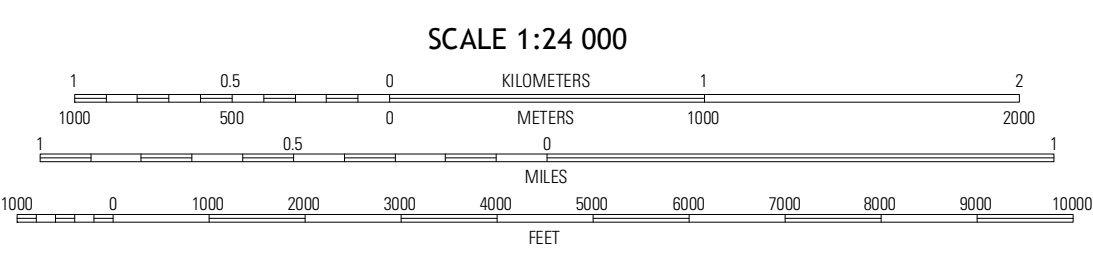 SCALE 1:24 000
1 0.5 0 KILOMETERS 1 2
1000 500 0 METERS 1000 2000
1 0.5 0 1
MILES
1000 0 1000 2000 3000 4000 5000 6000 7000 8000 9000 10000
FEET